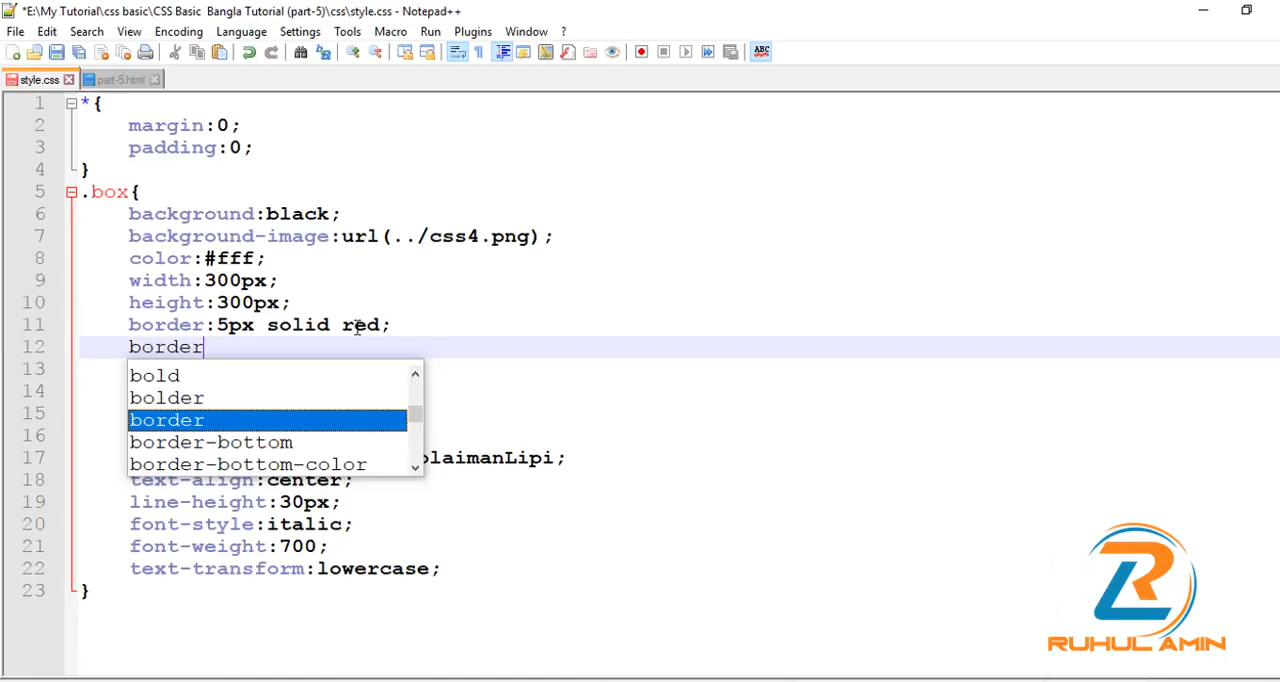 *E:\My Tutorial\css basic\CSS Basic  Bangla Tutorial (part-5)\css\style.css - Notepad++
File Edit Search View Encoding Language Settings Tools Macro Run Plugins Window ?
ABC
style.css part-5.html
1 *{
2 margin:0;
3 padding:0;
4 }
5 .box{
6 background:black;
7 background-image:url(../css4.png);
8 color:#fff;
9 width:300px;
10 height:300px;
11 border:5px solid red;
12 border
13
bold
14 bolder
15 border
16 border-bottom
17 olaimanLipi;
border-bottom-color
18 text-align:center;
19 line-height:30px;
20 font-style:italic;
21 font-weight:700;
22 text-transform:lowercase;
23 }
RUHUL AMIN